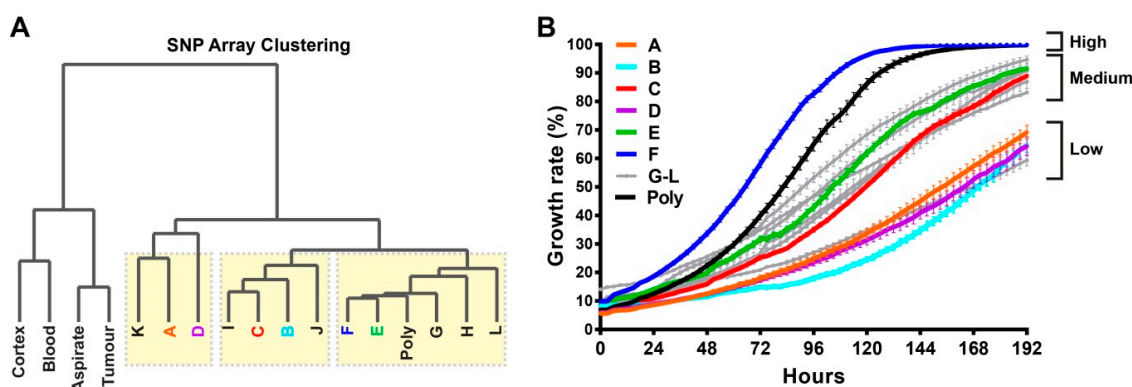 A
SNP Array Clustering
Cortex
Blood
Aspirate
Tumour
K
A
D
I
C
B
J
F
E
Poly
G
H
L
B
Growth rate (%)
100
90
80
70
60
50
40
30
20
10
0
A
B
C
D
E
F
G-L
Poly
High
Medium
Low
0 24 48 72 96 120 144 168 192
Hours